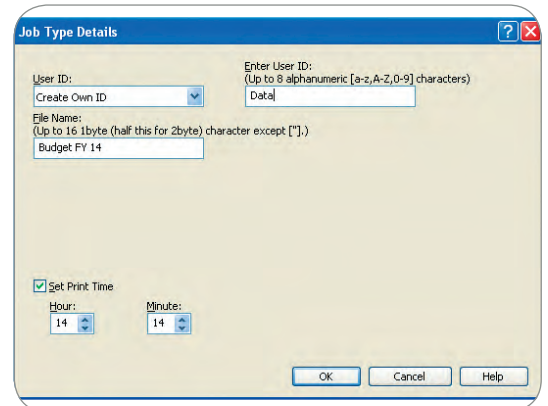 Job Type Details
User ID:
Create Own ID
Enter User ID:
(Up to 8 alphanumeric [a-z,A-Z,0-9] characters)
Data
File Name:
(Up to 16 1byte (half this for 2byte) character except ["].)
Budget FY 14
Set Print Time
Hour:
14
Minute:
14
OK Cancel Help